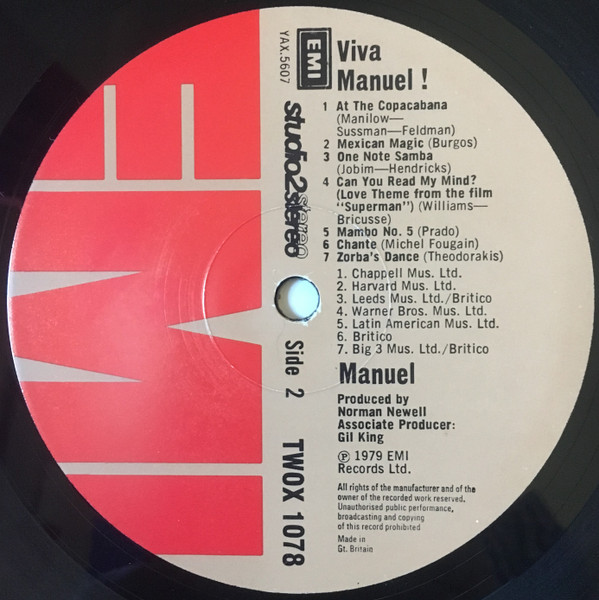 EMI
YAX.5607
EMI
studio2stereo
stereo
Side 2
TWOX 1078
Viva
Manuel !
1 At The Copacabana
(Manilow—
Sussman—Feldman)
2 Mexican Magic (Burgos)
3 One Note Samba
(Jobim—Hendricks)
4 Can You Read My Mind?
(Love Theme from the film
"Superman") (Williams—
Bricusse)
5 Mambo No. 5 (Prado)
6 Chante (Michel Fougain)
7 Zorba's Dance (Theodorakis)
1. Chappell Mus. Ltd.
2. Harvard Mus. Ltd.
3. Leeds Mus. Ltd./Britico
4. Warner Bros. Mus. Ltd.
5. Latin American Mus. Ltd.
6. Britico
7. Big 3 Mus. Ltd./Britico
Manuel
Produced by
Norman Newell
Associate Producer:
Gil King
℗ 1979 EMI
Records Ltd.
All rights of the manufacturer and of the
owner of the recorded work reserved.
Unauthorised public performance,
broadcasting and copying
of this record prohibited
Made in
Gt. Britain